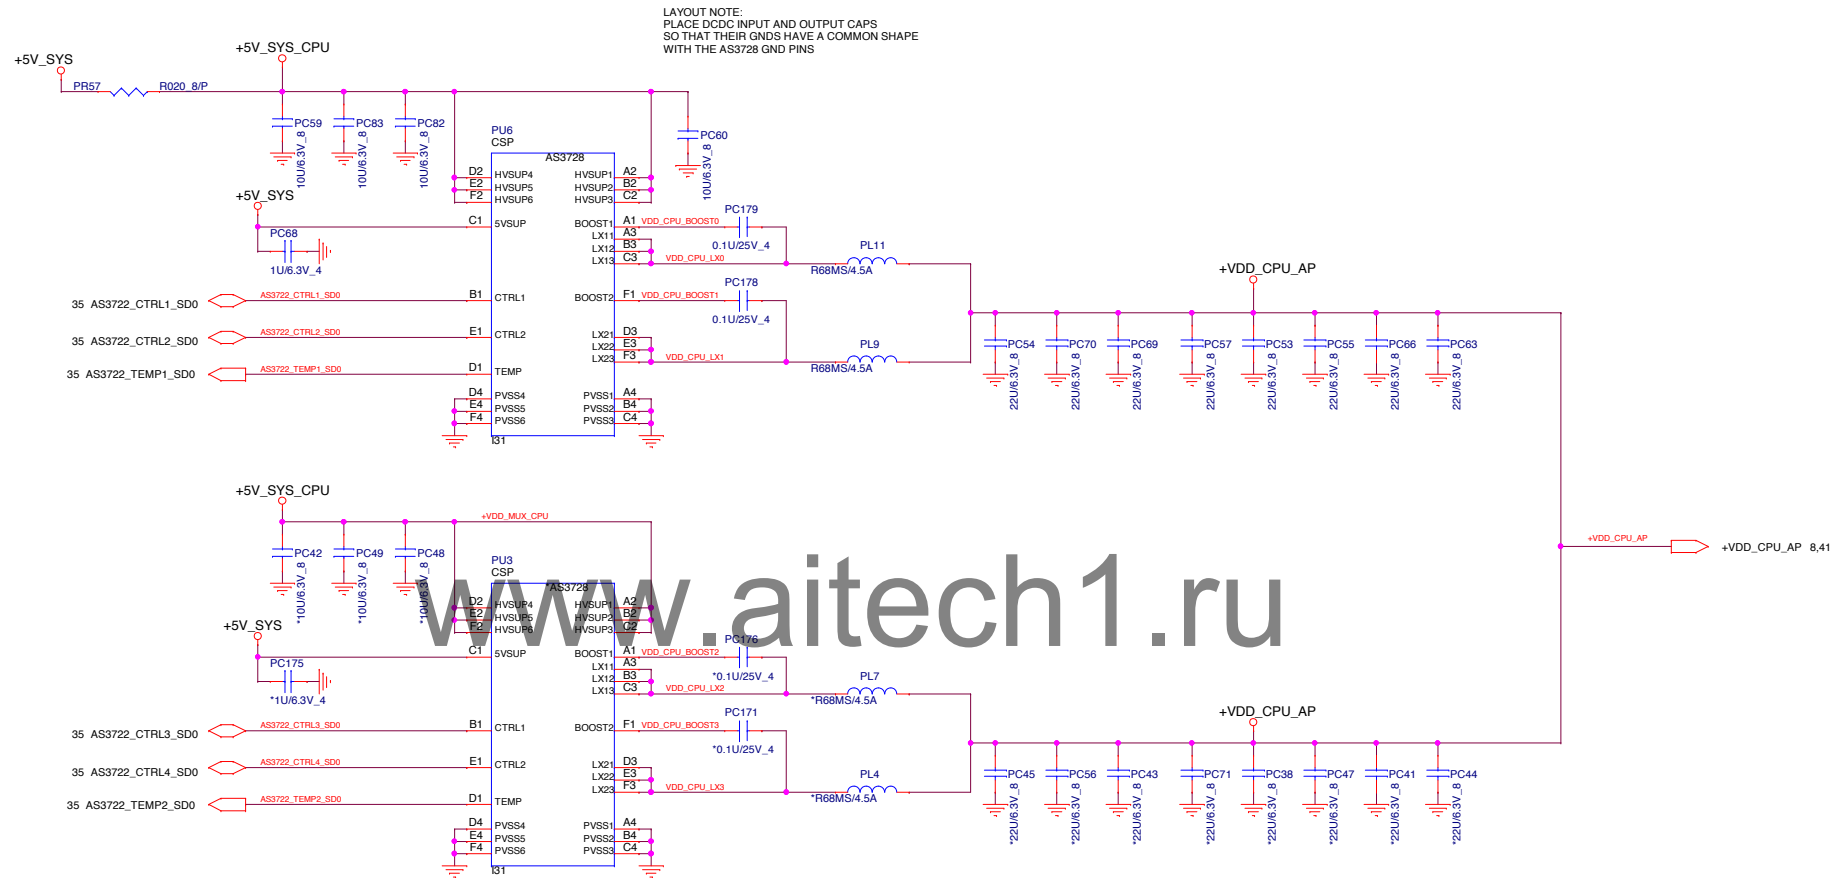 LAYOUT NOTE:
PLACE DCDC INPUT AND OUTPUT CAPS
SO THAT THEIR GNDS HAVE A COMMON SHAPE
WITH THE AS3728 GND PINS
+5V_SYS
+5V_SYS_CPU
PR57
R020_8/P
PC59
10U/6.3V_8
PC83
10U/6.3V_8
PC82
10U/6.3V_8
PC60
10U/6.3V_8
PU6
CSP
AS3728
D2 HVSUP4
E2 HVSUP5
F2 HVSUP6
HVSUP1 A2
HVSUP2 B2
HVSUP3 C2
+5V_SYS
C1 5VSUP
PC68
1U/6.3V_4
BOOST1 A1 VDD_CPU_BOOST0
LX11 A3
LX12 B3
LX13 C3 VDD_CPU_LX0
PC179
0.1U/25V_4
PL11
R68MS/4.5A
35 AS3722_CTRL1_SD0
AS3722_CTRL1_SD0
B1 CTRL1
BOOST2 F1 VDD_CPU_BOOST1
PC178
0.1U/25V_4
35 AS3722_CTRL2_SD0
AS3722_CTRL2_SD0
E1 CTRL2
LX21 D3
LX22 E3
LX23 F3 VDD_CPU_LX1
PL9
R68MS/4.5A
35 AS3722_TEMP1_SD0
AS3722_TEMP1_SD0
D1 TEMP
D4 PVSS4
E4 PVSS5
F4 PVSS6
PVSS1 A4
PVSS2 B4
PVSS3 C4
I31
+VDD_CPU_AP
PC54
22U/6.3V_8
PC70
22U/6.3V_8
PC69
22U/6.3V_8
PC57
22U/6.3V_8
PC53
22U/6.3V_8
PC55
22U/6.3V_8
PC66
22U/6.3V_8
PC63
22U/6.3V_8
+5V_SYS_CPU
+VDD_MUX_CPU
PC42
*10U/6.3V_8
PC49
*10U/6.3V_8
PC48
*10U/6.3V_8
PU3
CSP
*AS3728
D2 HVSUP4
E2 HVSUP5
F2 HVSUP6
HVSUP1 A2
HVSUP2 B2
HVSUP3 C2
www.aitech1.ru
+5V_SYS
C1 5VSUP
PC175
*1U/6.3V_4
BOOST1 A1 VDD_CPU_BOOST2
LX11 A3
LX12 B3
LX13 C3 VDD_CPU_LX2
PC176
*0.1U/25V_4
PL7
*R68MS/4.5A
35 AS3722_CTRL3_SD0
AS3722_CTRL3_SD0
B1 CTRL1
BOOST2 F1 VDD_CPU_BOOST3
PC171
*0.1U/25V_4
35 AS3722_CTRL4_SD0
AS3722_CTRL4_SD0
E1 CTRL2
LX21 D3
LX22 E3
LX23 F3 VDD_CPU_LX3
PL4
*R68MS/4.5A
35 AS3722_TEMP2_SD0
AS3722_TEMP2_SD0
D1 TEMP
D4 PVSS4
E4 PVSS5
F4 PVSS6
PVSS1 A4
PVSS2 B4
PVSS3 C4
I31
+VDD_CPU_AP
PC45
*22U/6.3V_8
PC56
*22U/6.3V_8
PC43
*22U/6.3V_8
PC71
*22U/6.3V_8
PC38
*22U/6.3V_8
PC47
*22U/6.3V_8
PC41
*22U/6.3V_8
PC44
*22U/6.3V_8
+VDD_CPU_AP
+VDD_CPU_AP 8,41